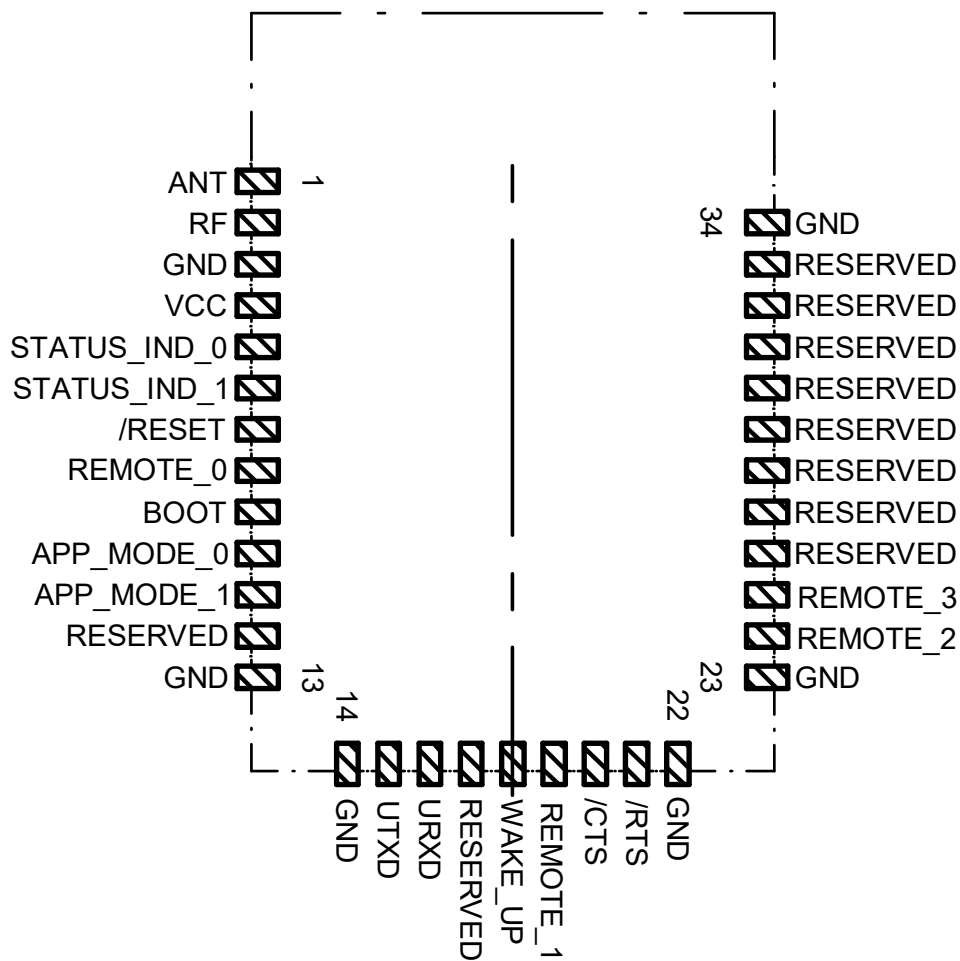 ANT
RF
GND
VCC
STATUS_IND_0
STATUS_IND_1
/RESET
REMOTE_0
BOOT
APP_MODE_0
APP_MODE_1
RESERVED
GND
1
13
14
22
23
34
GND
UTXD
URXD
RESERVED
WAKE_UP
REMOTE_1
/CTS
/RTS
GND
GND
RESERVED
RESERVED
RESERVED
RESERVED
RESERVED
RESERVED
RESERVED
RESERVED
REMOTE_3
REMOTE_2
GND